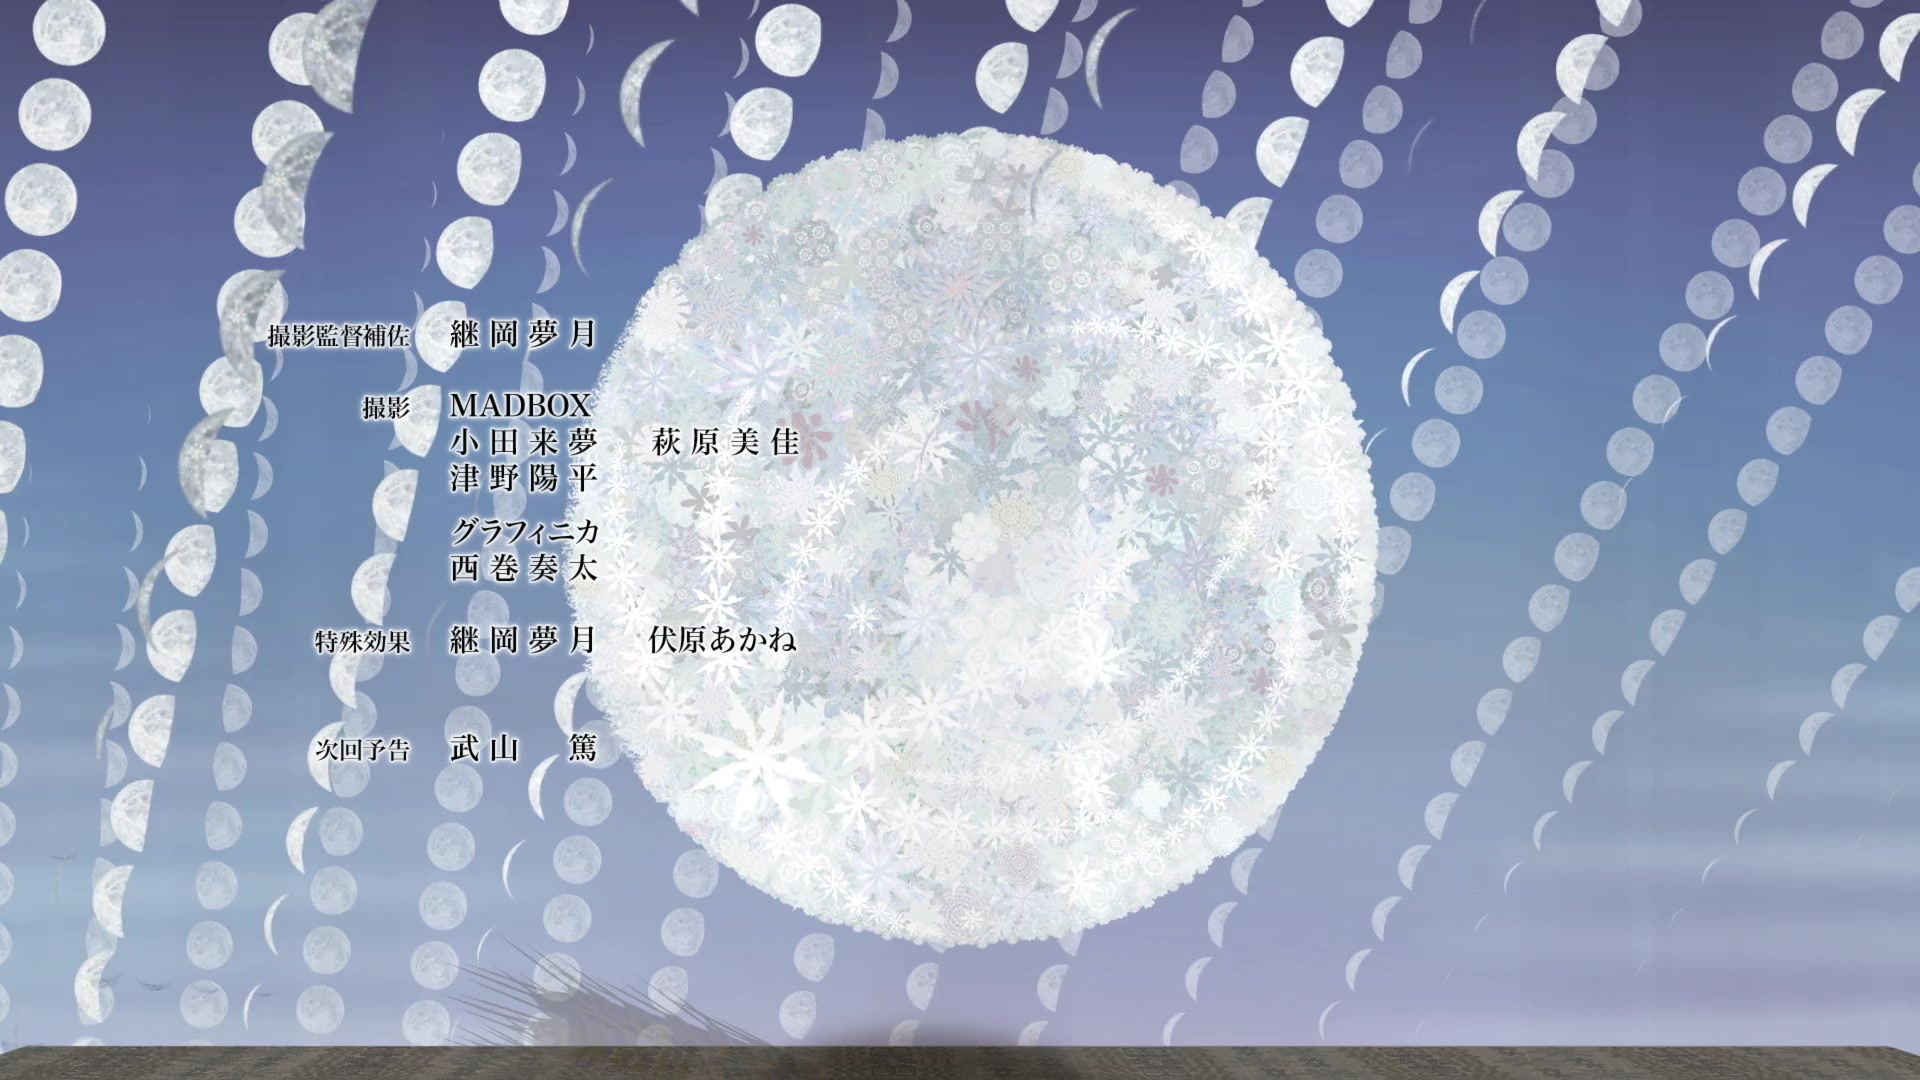 撮影監督補佐 継岡夢月
撮影 MADBOX
小田来夢 萩原美佳
津野陽平
グラフィニカ
西巻奏太
特殊効果 継岡夢月 伏原あかね
次回予告 武山 篤